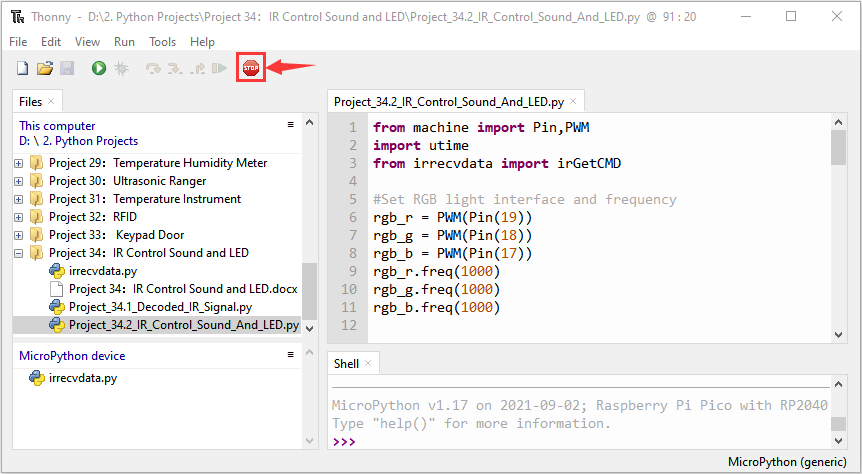 Thonny - D:\2. Python Projects\Project 34：IR Control Sound and LED\Project_34.2_IR_Control_Sound_And_LED.py @ 91 : 20
File Edit View Run Tools Help
STOP
Files
This computer
D: \ 2. Python Projects
Project 29：Temperature Humidity Meter
Project 30：Ultrasonic Ranger
Project 31：Temperature Instrument
Project 32：RFID
Project 33： Keypad Door
Project 34：IR Control Sound and LED
irrecvdata.py
Project 34：IR Control Sound and LED.docx
Project_34.1_Decoded_IR_Signal.py
Project_34.2_IR_Control_Sound_And_LED.py
MicroPython device
irrecvdata.py
Project_34.2_IR_Control_Sound_And_LED.py
1 from machine import Pin,PWM
2 import utime
3 from irrecvdata import irGetCMD
4
5 #Set RGB light interface and frequency
6 rgb_r = PWM(Pin(19))
7 rgb_g = PWM(Pin(18))
8 rgb_b = PWM(Pin(17))
9 rgb_r.freq(1000)
10 rgb_g.freq(1000)
11 rgb_b.freq(1000)
12
Shell
MicroPython v1.17 on 2021-09-02; Raspberry Pi Pico with RP2040
Type "help()" for more information.
>>>
MicroPython (generic)